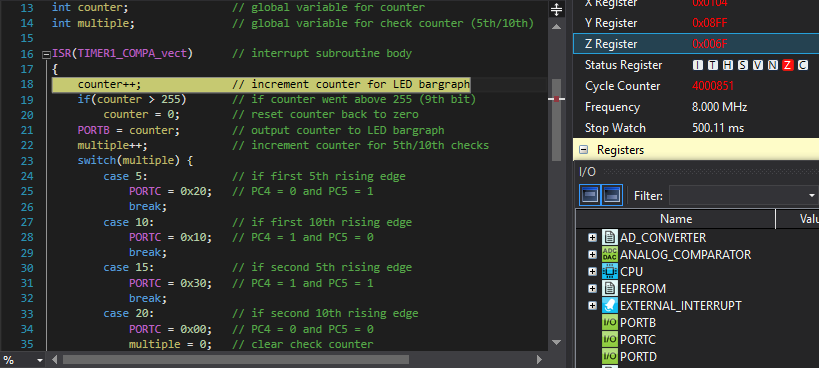 13 int counter; // global variable for counter
14 int multiple; // global variable for check counter (5th/10th)
15
16 ISR(TIMER1_COMPA_vect) // interrupt subroutine body
17 {
18 counter++; // increment counter for LED bargraph
19 if(counter > 255) // if counter went above 255 (9th bit)
20 counter = 0; // reset counter back to zero
21 PORTB = counter; // output counter to LED bargraph
22 multiple++; // increment counter for 5th/10th checks
23 switch(multiple) {
24 case 5: // if first 5th rising edge
25 PORTC = 0x20; // PC4 = 0 and PC5 = 1
26 break;
27 case 10: // if first 10th rising edge
28 PORTC = 0x10; // PC4 = 1 and PC5 = 0
29 break;
30 case 15: // if second 5th rising edge
31 PORTC = 0x30; // PC4 = 1 and PC5 = 1
32 break;
33 case 20: // if second 10th rising edge
34 PORTC = 0x00; // PC4 = 0 and PC5 = 0
35 multiple = 0; // clear check counter
%
X Register 0x0104
Y Register 0x08FF
Z Register 0x006F
Status Register I T H S V N Z C
Cycle Counter 4000851
Frequency 8.000 MHz
Stop Watch 500.11 ms
Registers
I/O
Filter:
Name Valu
AD_CONVERTER
ADC DAC ANALOG_COMPARATOR
CPU
EEPROM
EXTERNAL_INTERRUPT
I/O PORTB
I/O PORTC
I/O PORTD